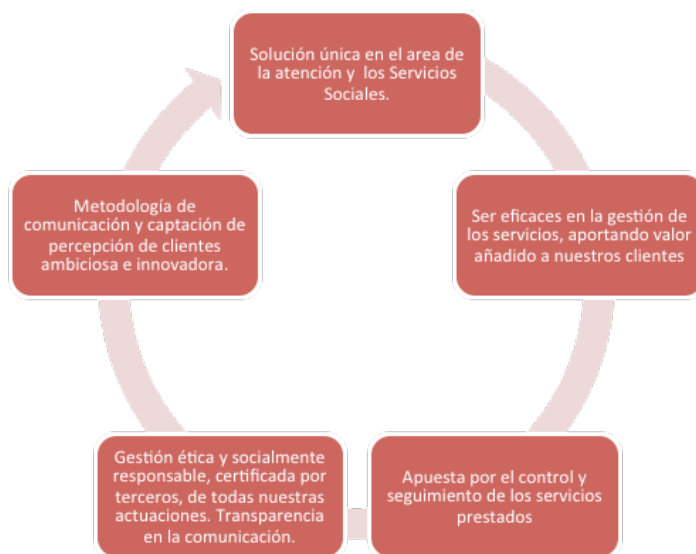 Solución única en el area de
la atención y los Servicios
Sociales.
Ser eficaces en la gestión de
los servicios, aportando valor
añadido a nuestros clientes
Apuesta por el control y
seguimiento de los servicios
prestados
Gestión ética y socialmente
responsable, certificada por
terceros, de todas nuestras
actuaciones. Transparencia
en la comunicación.
Metodología de
comunicación y captación de
percepción de clientes
ambiciosa e innovadora.